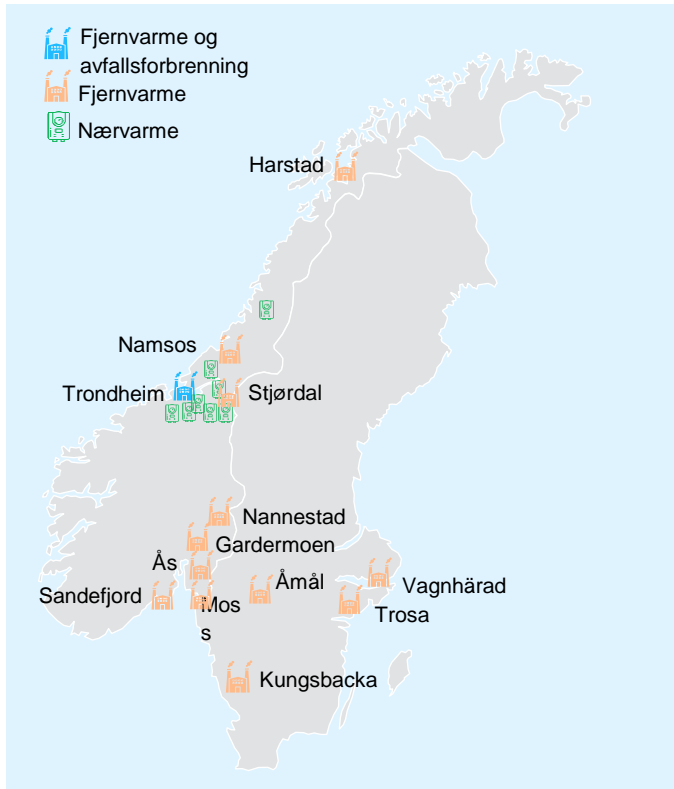 Fjernvarme og
avfallsforbrenning
Fjernvarme
Nærvarme
Harstad
Namsos
Trondheim
Stjørdal
Nannestad
Gardermoen
Ås
Åmål
Vagnhärad
Sandefjord
Mos
s
Trosa
Kungsbacka